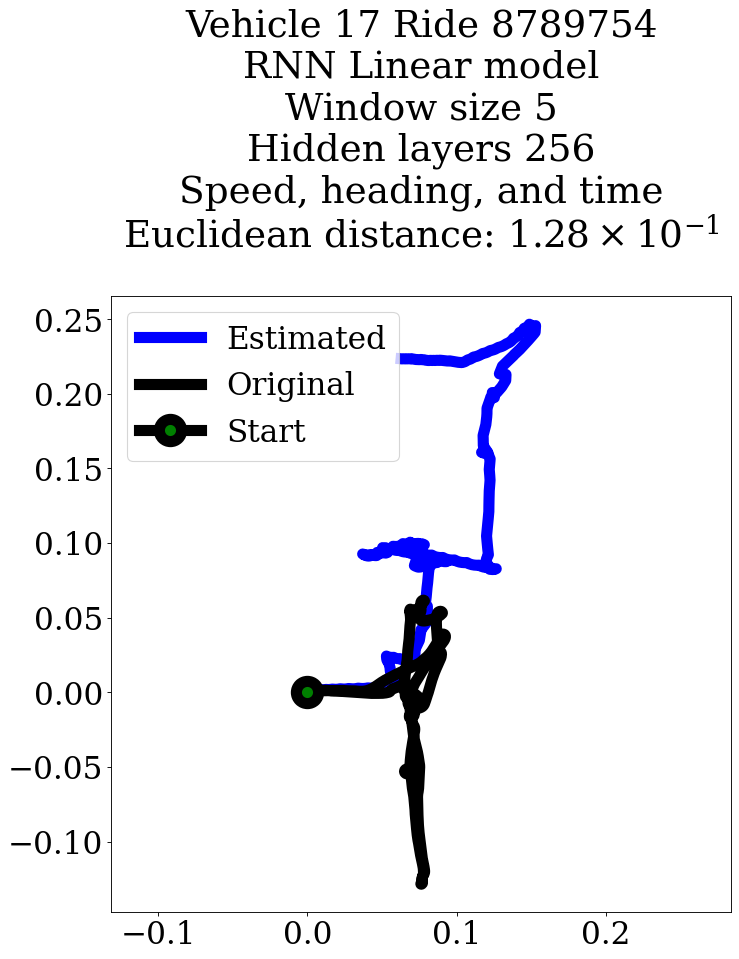 Vehicle 17 Ride 8789754
RNN Linear model
Window size 5
Hidden layers 256
Speed, heading, and time
Euclidean distance: 1.28 × 10⁻¹
Estimated
Original
Start
0.25
0.20
0.15
0.10
0.05
0.00
−0.05
−0.10
−0.1 0.0 0.1 0.2